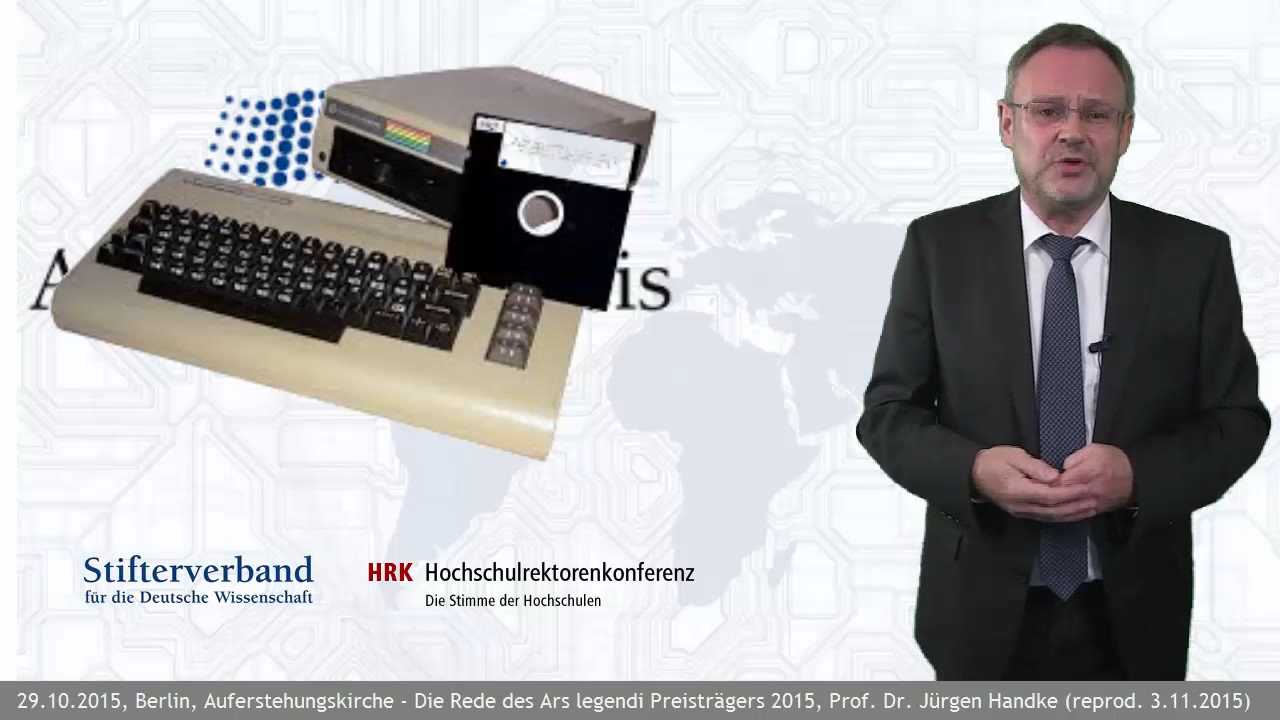 A is
Stifterverband
für die Deutsche Wissenschaft
HRK Hochschulrektorenkonferenz
Die Stimme der Hochschulen
29.10.2015, Berlin, Auferstehungskirche - Die Rede des Ars legendi Preisträgers 2015, Prof. Dr. Jürgen Handke (reprod. 3.11.2015)